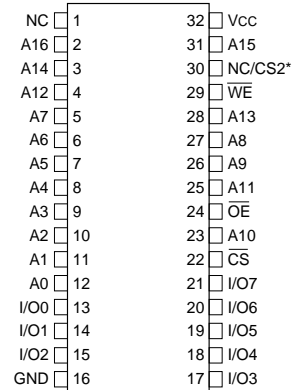 NC 1 32 Vcc
A16 2 31 A15
A14 3 30 NC/CS2*
A12 4 29 W̅E̅
A7 5 28 A13
A6 6 27 A8
A5 7 26 A9
A4 8 25 A11
A3 9 24 O̅E̅
A2 10 23 A10
A1 11 22 C̅S̅
A0 12 21 I/O7
I/O0 13 20 I/O6
I/O1 14 19 I/O5
I/O2 15 18 I/O4
GND 16 17 I/O3